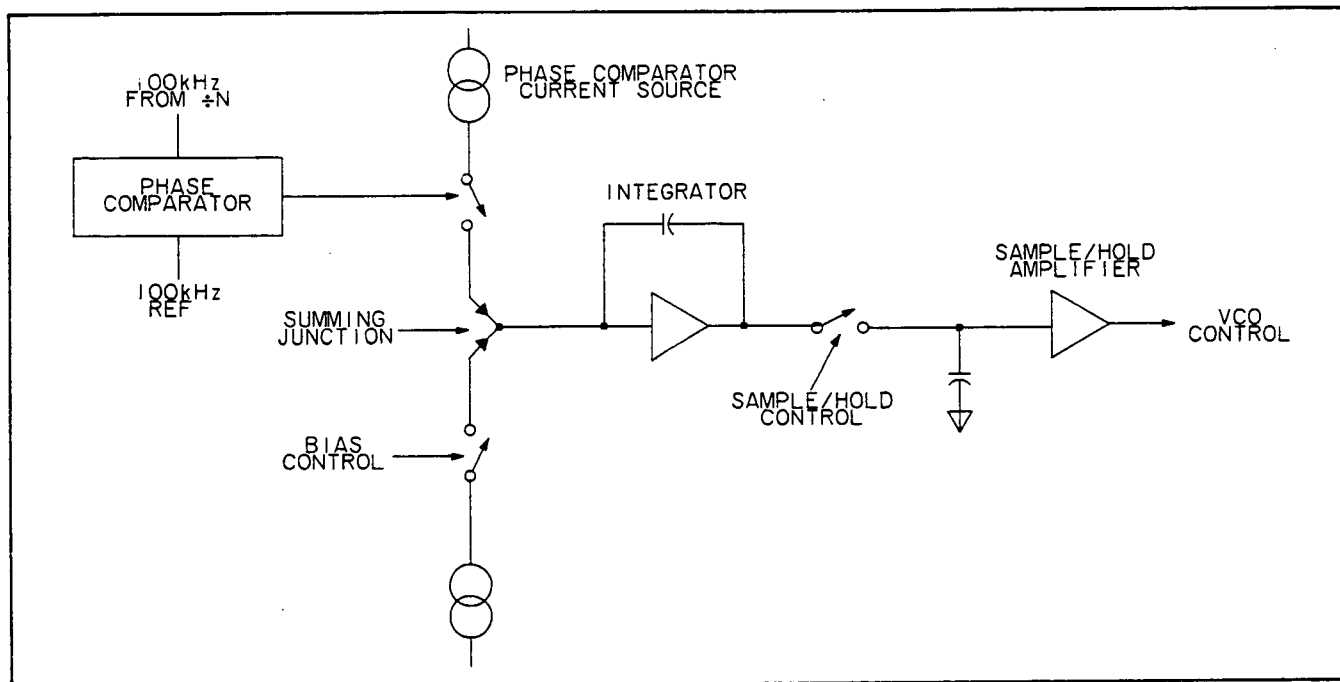 100kHz
FROM ÷N
PHASE COMPARATOR
CURRENT SOURCE
PHASE
COMPARATOR
INTEGRATOR
SAMPLE/HOLD
AMPLIFIER
100kHz
REF
SUMMING
JUNCTION
VCO
CONTROL
SAMPLE/HOLD
CONTROL
BIAS
CONTROL